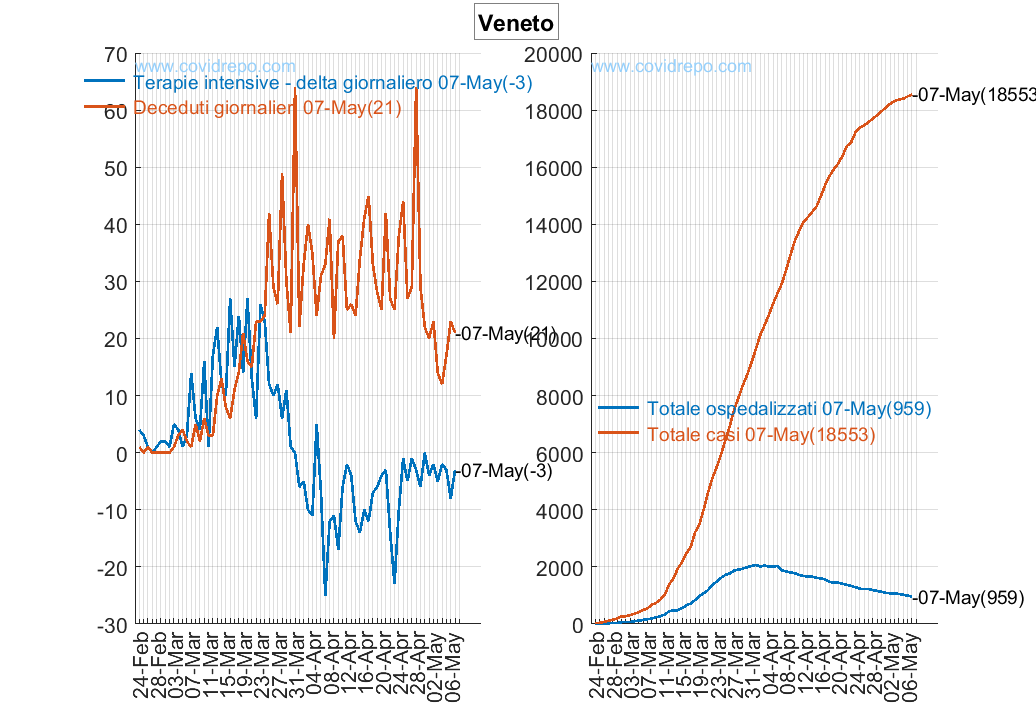 Veneto
www.covidrepo.com
Terapie intensive - delta giornaliero 07-May(-3)
Deceduti giornalieri 07-May(21)
70
60
50
40
30
20
10
0
-10
-20
-30
-07-May(21)
-07-May(-3)
24-Feb
28-Feb
03-Mar
07-Mar
11-Mar
15-Mar
19-Mar
23-Mar
27-Mar
31-Mar
04-Apr
08-Apr
12-Apr
16-Apr
20-Apr
24-Apr
28-Apr
02-May
06-May
www.covidrepo.com
20000
18000
16000
14000
12000
10000
8000
6000
4000
2000
0
-07-May(18553
Totale ospedalizzati 07-May(959)
Totale casi 07-May(18553)
-07-May(959)
24-Feb
28-Feb
03-Mar
07-Mar
11-Mar
15-Mar
19-Mar
23-Mar
27-Mar
31-Mar
04-Apr
08-Apr
12-Apr
16-Apr
20-Apr
24-Apr
28-Apr
02-May
06-May